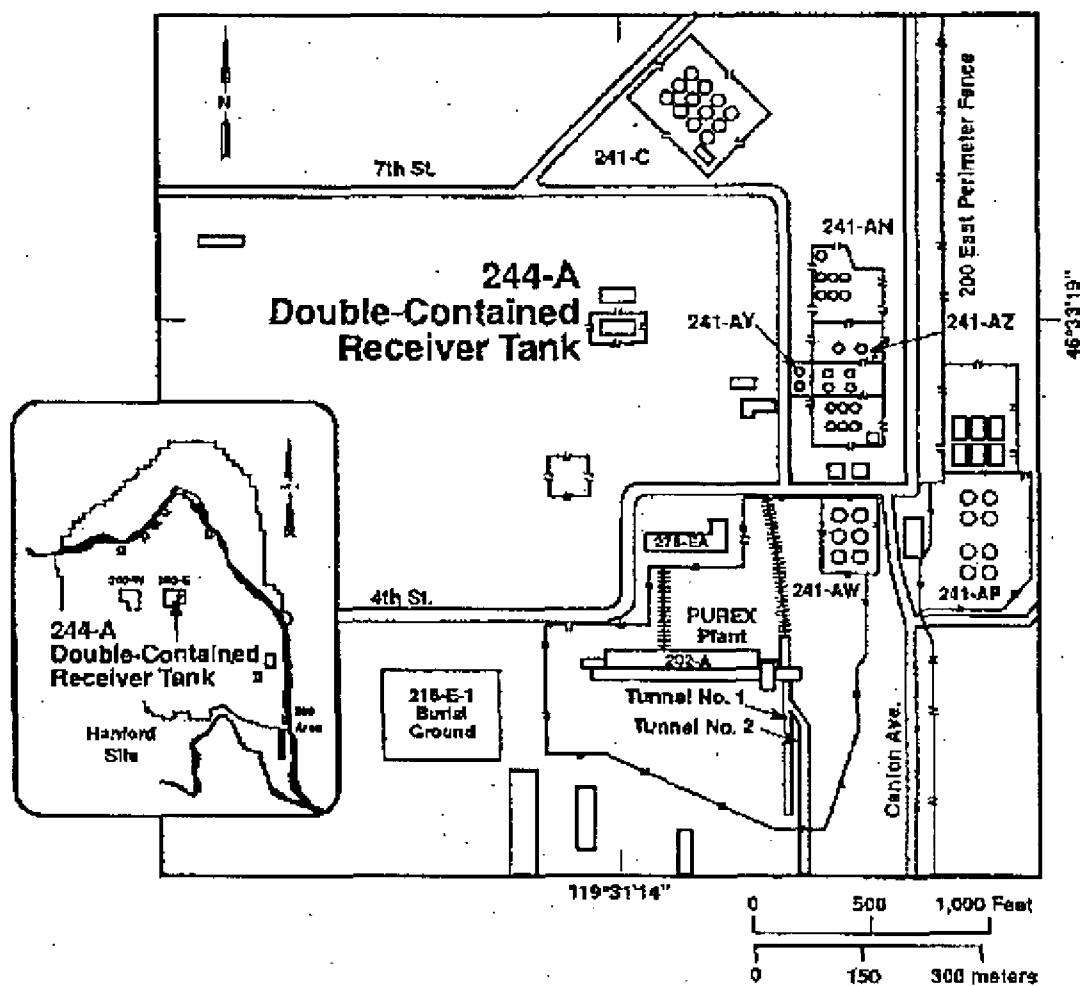 N
7th St.
241-C
241-AN
200 East Perimeter Fence
244-A
Double-Contained
Receiver Tank
241-AY
241-AZ
46°33'19"
4th St.
PUREX
Plant
202-A
241-AW
241-AP
Tunnel No. 1
Tunnel No. 2
218-E-1
Burial
Ground
Canton Ave.
200-W
200-E
244-A
Double-Contained
Receiver Tank
Hanford
Site
Area
119°31'14"
0
500
1,000 Feet
0
150
300 meters